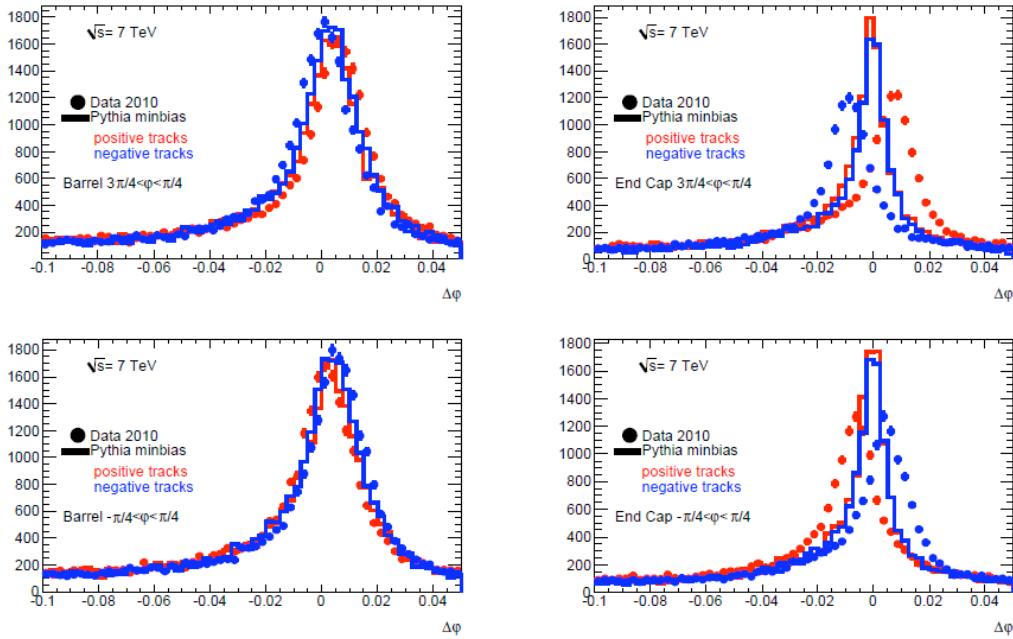 1800
1600
1400
1200
1000
800
600
400
200
0
√s= 7 TeV
Data 2010
Pythia minbias
positive tracks
negative tracks
Barrel 3π/4<φ<π/4
-0.1 -0.08 -0.06 -0.04 -0.02 0 0.02 0.04
Δφ
1800
1600
1400
1200
1000
800
600
400
200
0
√s= 7 TeV
Data 2010
Pythia minbias
positive tracks
negative tracks
End Cap 3π/4<φ<π/4
-0.1 -0.08 -0.06 -0.04 -0.02 0 0.02 0.04
Δφ
1800
1600
1400
1200
1000
800
600
400
200
0
√s= 7 TeV
Data 2010
Pythia minbias
positive tracks
negative tracks
Barrel -π/4<φ<π/4
-0.1 -0.08 -0.06 -0.04 -0.02 0 0.02 0.04
Δφ
1800
1600
1400
1200
1000
800
600
400
200
0
√s= 7 TeV
Data 2010
Pythia minbias
positive tracks
negative tracks
End Cap -π/4<φ<π/4
-0.1 -0.08 -0.06 -0.04 -0.02 0 0.02 0.04
Δφ